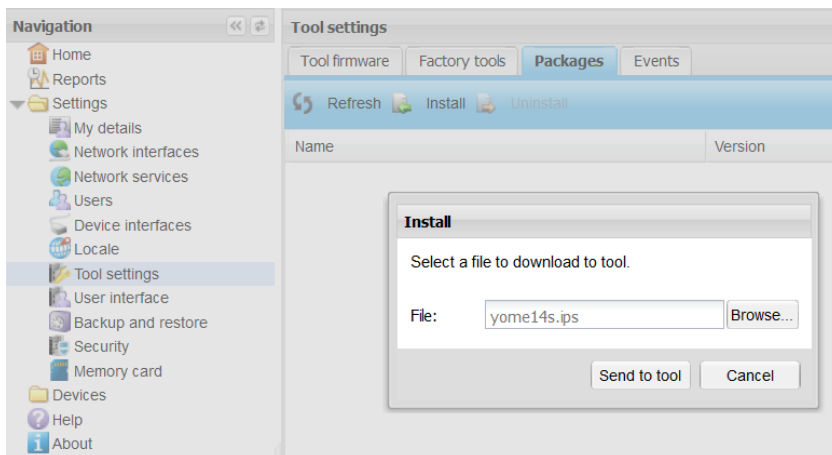 Navigation
Home
Reports
Settings
My details
Network interfaces
Network services
Users
Device interfaces
Locale
Tool settings
User interface
Backup and restore
Security
Memory card
Devices
Help
About
Tool settings
Tool firmware Factory tools Packages Events
Refresh Install Uninstall
Name Version
Install
Select a file to download to tool.
File: yome14s.ips Browse...
Send to tool Cancel